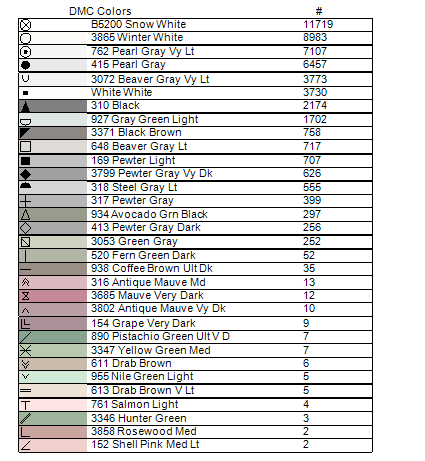 DMC Colors #
B5200 Snow White 11719
3865 Winter White 8983
762 Pearl Gray Vy Lt 7107
415 Pearl Gray 6457
3072 Beaver Gray Vy Lt 3773
White White 3730
310 Black 2174
927 Gray Green Light 1702
3371 Black Brown 758
648 Beaver Gray Lt 717
169 Pewter Light 707
3799 Pewter Gray Vy Dk 626
318 Steel Gray Lt 555
317 Pewter Gray 399
934 Avocado Grn Black 297
413 Pewter Gray Dark 256
3053 Green Gray 252
520 Fern Green Dark 52
938 Coffee Brown Ult Dk 35
316 Antique Mauve Md 13
3685 Mauve Very Dark 12
3802 Antique Mauve Vy Dk 10
154 Grape Very Dark 9
890 Pistachio Green Ult V D 7
3347 Yellow Green Med 7
611 Drab Brown 6
955 Nile Green Light 5
613 Drab Brown V Lt 5
761 Salmon Light 4
3346 Hunter Green 3
3858 Rosewood Med 2
152 Shell Pink Med Lt 2